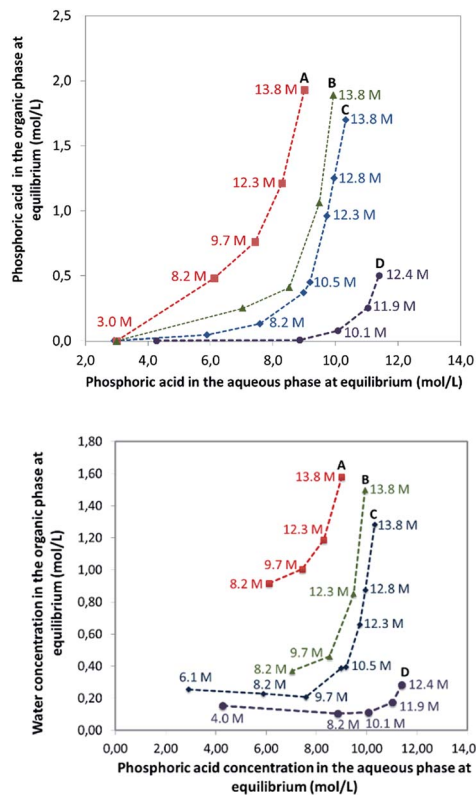 Phosphoric acid in the organic phase at
equilibrium (mol/L)
2,5
2,0
1,5
1,0
0,5
0,0
A
13.8 M
B
13.8 M
C
13.8 M
12.3 M
12.8 M
12.3 M
9.7 M
8.2 M
10.5 M
D
12.4 M
3.0 M
8.2 M
11.9 M
10.1 M
2,0 4,0 6,0 8,0 10,0 12,0 14,0
Phosphoric acid in the aqueous phase at equilibrium (mol/L)
Water concentration in the organic phase at
equilibrium (mol/L)
1,80
1,60
1,40
1,20
1,00
0,80
0,60
0,40
0,20
0,00
A
13.8 M
B
13.8 M
C
13.8 M
12.3 M
9.7 M
8.2 M
12.3 M
12.8 M
12.3 M
9.7 M
8.2 M
10.5 M
6.1 M
8.2 M
9.7 M
D
12.4 M
11.9 M
4.0 M
8.2 M
10.1 M
0,00 2,00 4,00 6,00 8,00 10,00 12,00 14,0
Phosphoric acid concentration in the aqueous phase at
equilibrium (mol/L)